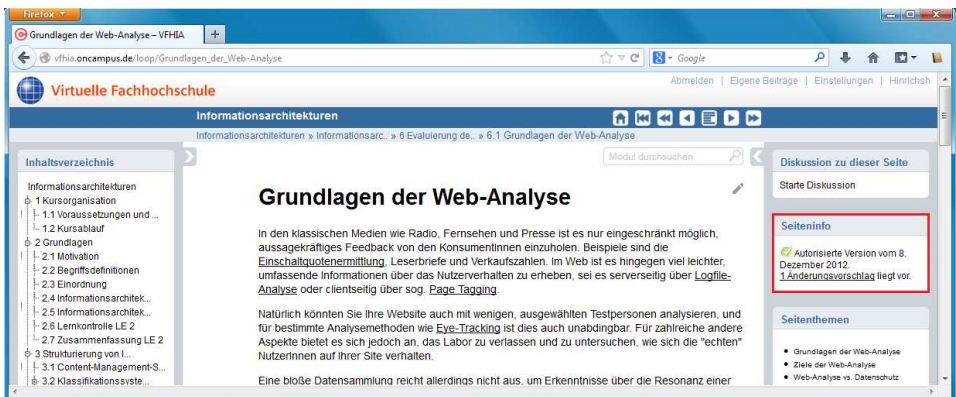 Firefox
Grundlagen der Web-Analyse – VFHIA
vfhia.oncampus.de/loop/Grundlagen_der_Web-Analyse
Google
Abmelden | Eigene Beiträge | Einstellungen | Hinrichsh
Virtuelle Fachhochschule
Informationsarchitekturen
Informationsarchitekturen » Informationsarc.. » 6 Evaluierung de.. » 6.1 Grundlagen der Web-Analyse
Inhaltsverzeichnis
Informationsarchitekturen
1 Kursorganisation
1.1 Voraussetzungen und ...
1.2 Kursablauf
2 Grundlagen
2.1 Motivation
2.2 Begriffsdefinitionen
2.3 Einordnung
2.4 Informationsarchitek...
2.5 Informationsarchitek...
2.6 Lernkontrolle LE 2
2.7 Zusammenfassung LE 2
3 Strukturierung von I...
3.1 Content-Management-S...
3.2 Klassifikationssyste...
Modul durchsuchen
Grundlagen der Web-Analyse
In den klassischen Medien wie Radio, Fernsehen und Presse ist es nur eingeschränkt möglich,
aussagekräftiges Feedback von den KonsumentInnen einzuholen. Beispiele sind die
Einschaltquotenermittlung, Leserbriefe und Verkaufszahlen. Im Web ist es hingegen viel leichter,
umfassende Informationen über das Nutzerverhalten zu erheben, sei es serverseitig über Logfile-
Analyse oder clientseitig über sog. Page Tagging.
Natürlich könnten Sie Ihre Website auch mit wenigen, ausgewählten Testpersonen analysieren, und
für bestimmte Analysemethoden wie Eye-Tracking ist dies auch unabdingbar. Für zahlreiche andere
Aspekte bietet es sich jedoch an, das Labor zu verlassen und zu untersuchen, wie sich die "echten"
NutzerInnen auf Ihrer Site verhalten.
Eine bloße Datensammlung reicht allerdings nicht aus, um Erkenntnisse über die Resonanz einer
Diskussion zu dieser Seite
Starte Diskussion
Seiteninfo
Autorisierte Version vom 8.
Dezember 2012.
1 Änderungsvorschlag liegt vor.
Seitenthemen
Grundlagen der Web-Analyse
Ziele der Web-Analyse
Web-Analyse vs. Datenschutz